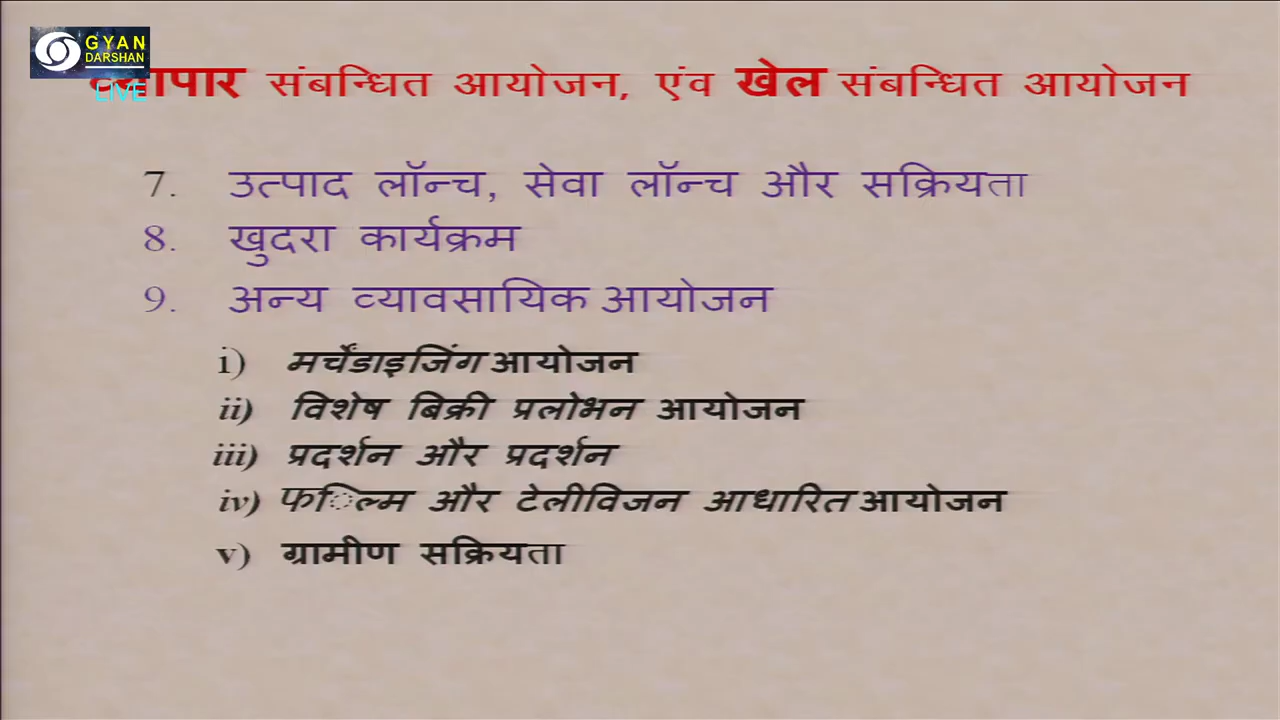 GYAN
DARSHAN
LIVE
व्यापार संबन्धित आयोजन, एंव खेल संबन्धित आयोजन
7. उत्पाद लॉन्च, सेवा लॉन्च और सक्रियता
8. खुदरा कार्यक्रम
9. अन्य व्यावसायिक आयोजन
i) मर्चेंडाइजिंग आयोजन
ii) विशेष बिक्री प्रलोभन आयोजन
iii) प्रदर्शन और प्रदर्शन
iv) फिल्म और टेलीविजन आधारित आयोजन
v) ग्रामीण सक्रियता